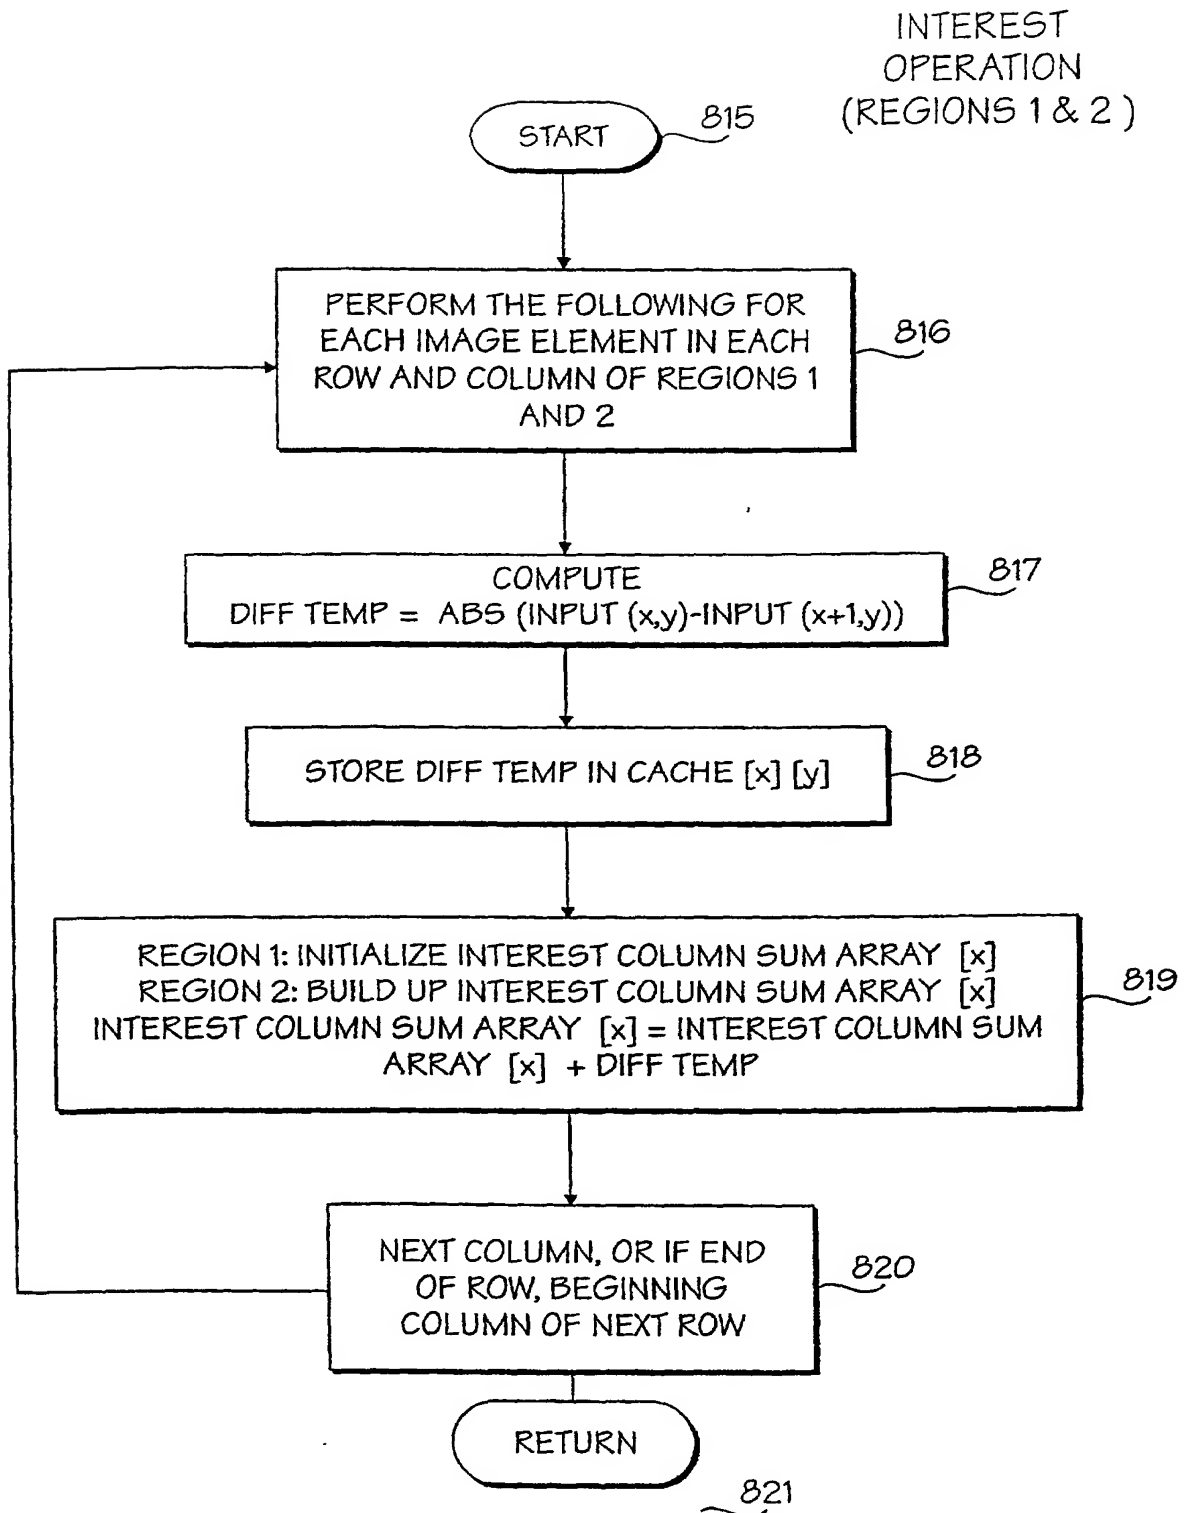 INTEREST
OPERATION
(REGIONS 1 & 2)
START
815
PERFORM THE FOLLOWING FOR
EACH IMAGE ELEMENT IN EACH
ROW AND COLUMN OF REGIONS 1
AND 2
816
COMPUTE
DIFF TEMP = ABS (INPUT (x,y)-INPUT (x+1,y))
817
STORE DIFF TEMP IN CACHE [x] [y]
818
REGION 1: INITIALIZE INTEREST COLUMN SUM ARRAY [x]
REGION 2: BUILD UP INTEREST COLUMN SUM ARRAY [x]
INTEREST COLUMN SUM ARRAY [x] = INTEREST COLUMN SUM
ARRAY [x] + DIFF TEMP
819
NEXT COLUMN, OR IF END
OF ROW, BEGINNING
COLUMN OF NEXT ROW
820
RETURN
821